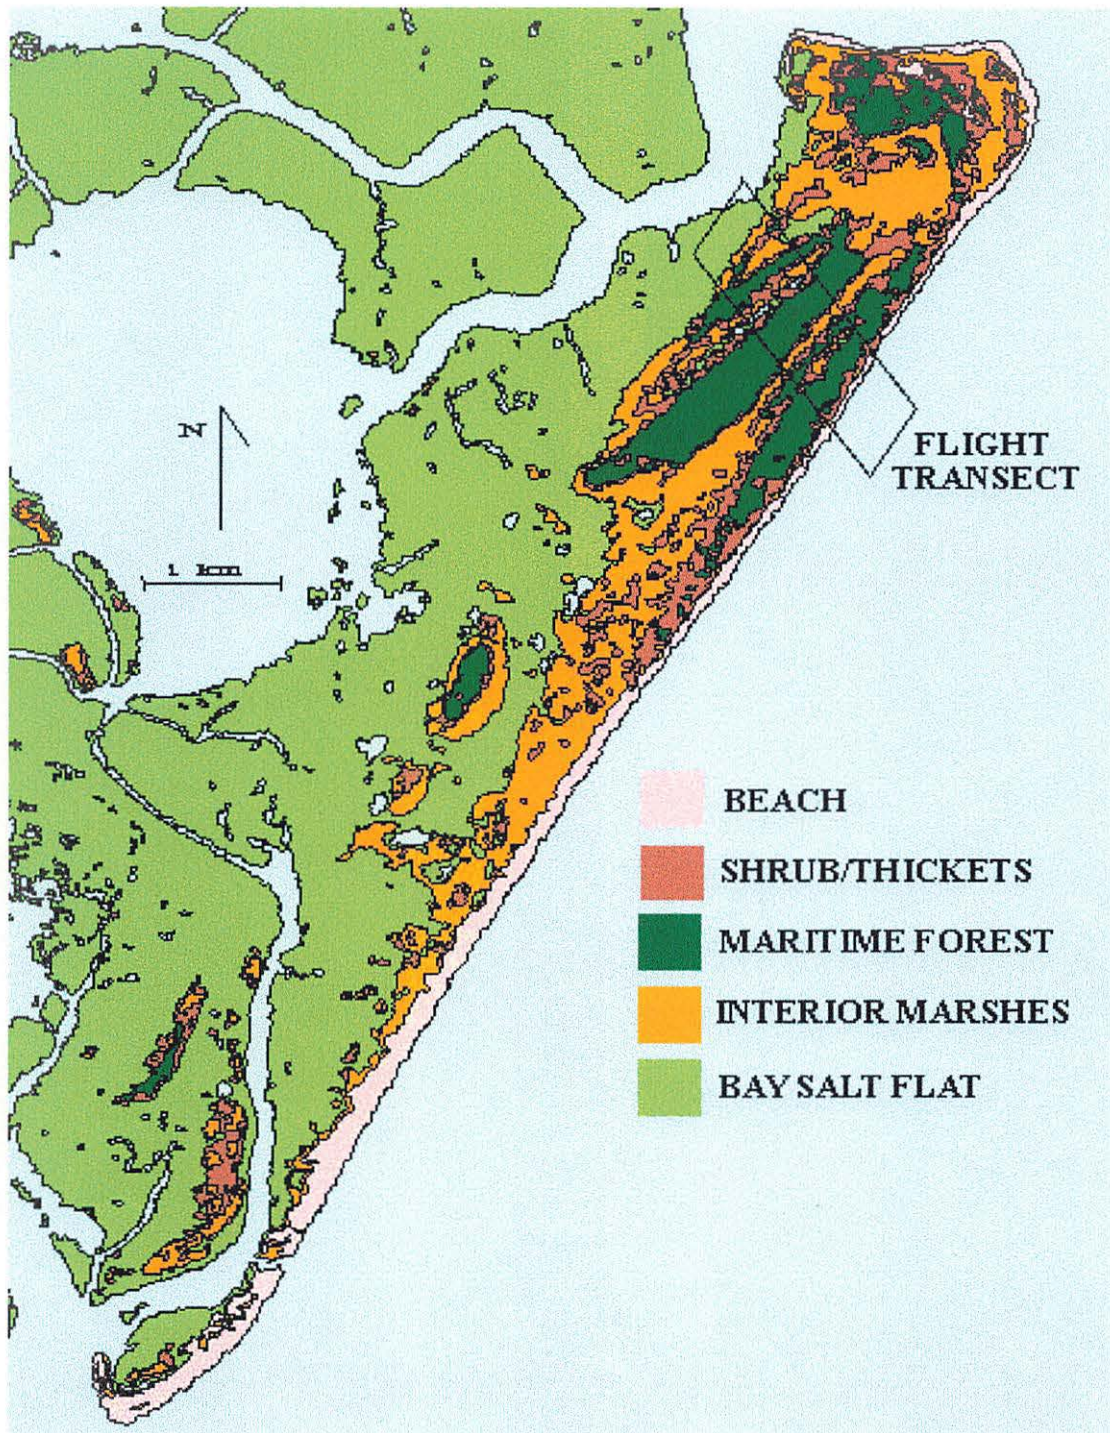 N
1 km
FLIGHT
TRANSECT
BEACH
SHRUB/THICKETS
MARITIME FOREST
INTERIOR MARSHES
BAY SALT FLAT